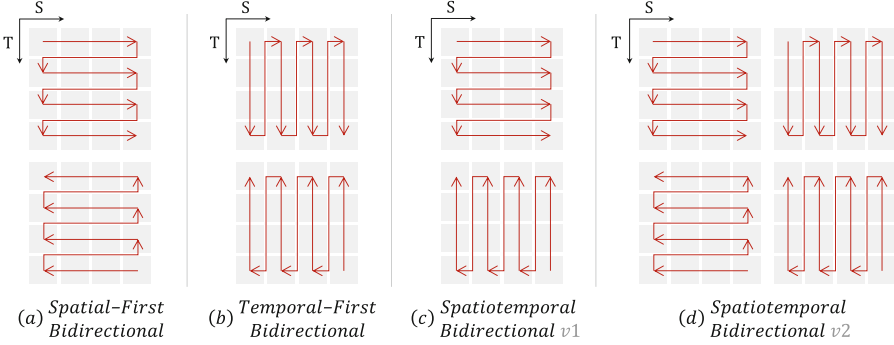 S
T
S
T
S
T
S
T
(a) Spatial–First
Bidirectional
(b) Temporal–First
Bidirectional
(c) Spatiotemporal
Bidirectional v1
(d) Spatiotemporal
Bidirectional v2